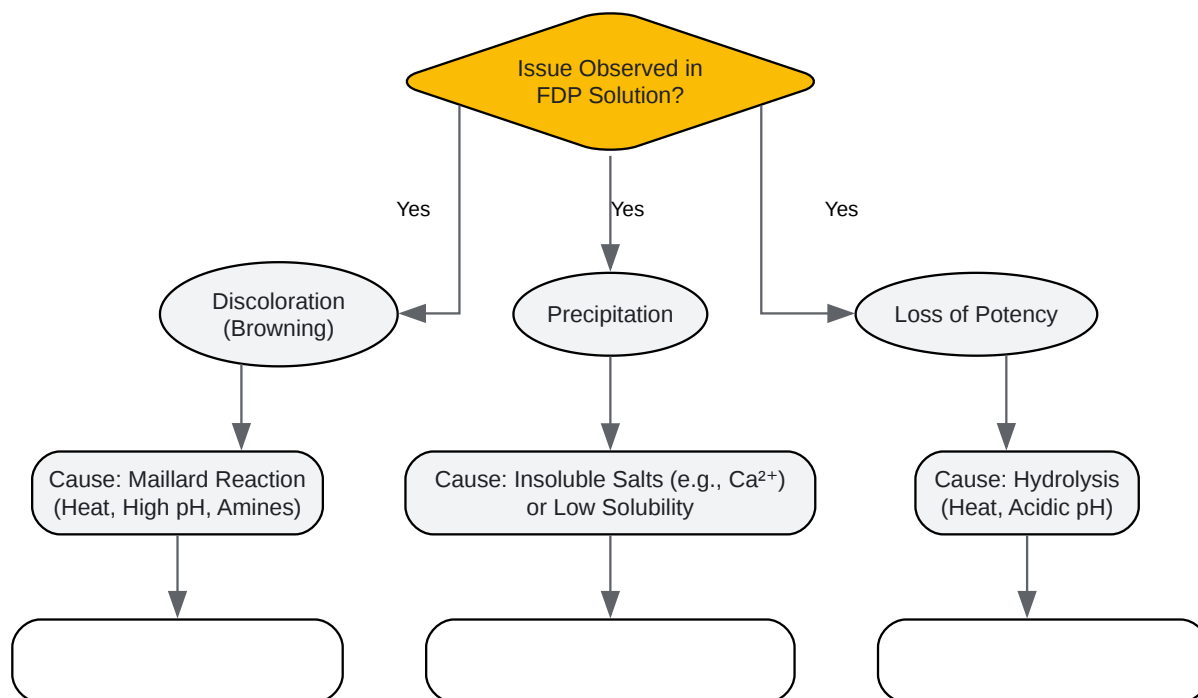 Issue Observed in
FDP Solution?
Yes
Yes
Yes
Discoloration
(Browning)
Precipitation
Loss of Potency
Cause: Maillard Reaction
(Heat, High pH, Amines)
Cause: Insoluble Salts (e.g., Ca²⁺)
or Low Solubility
Cause: Hydrolysis
(Heat, Acidic pH)